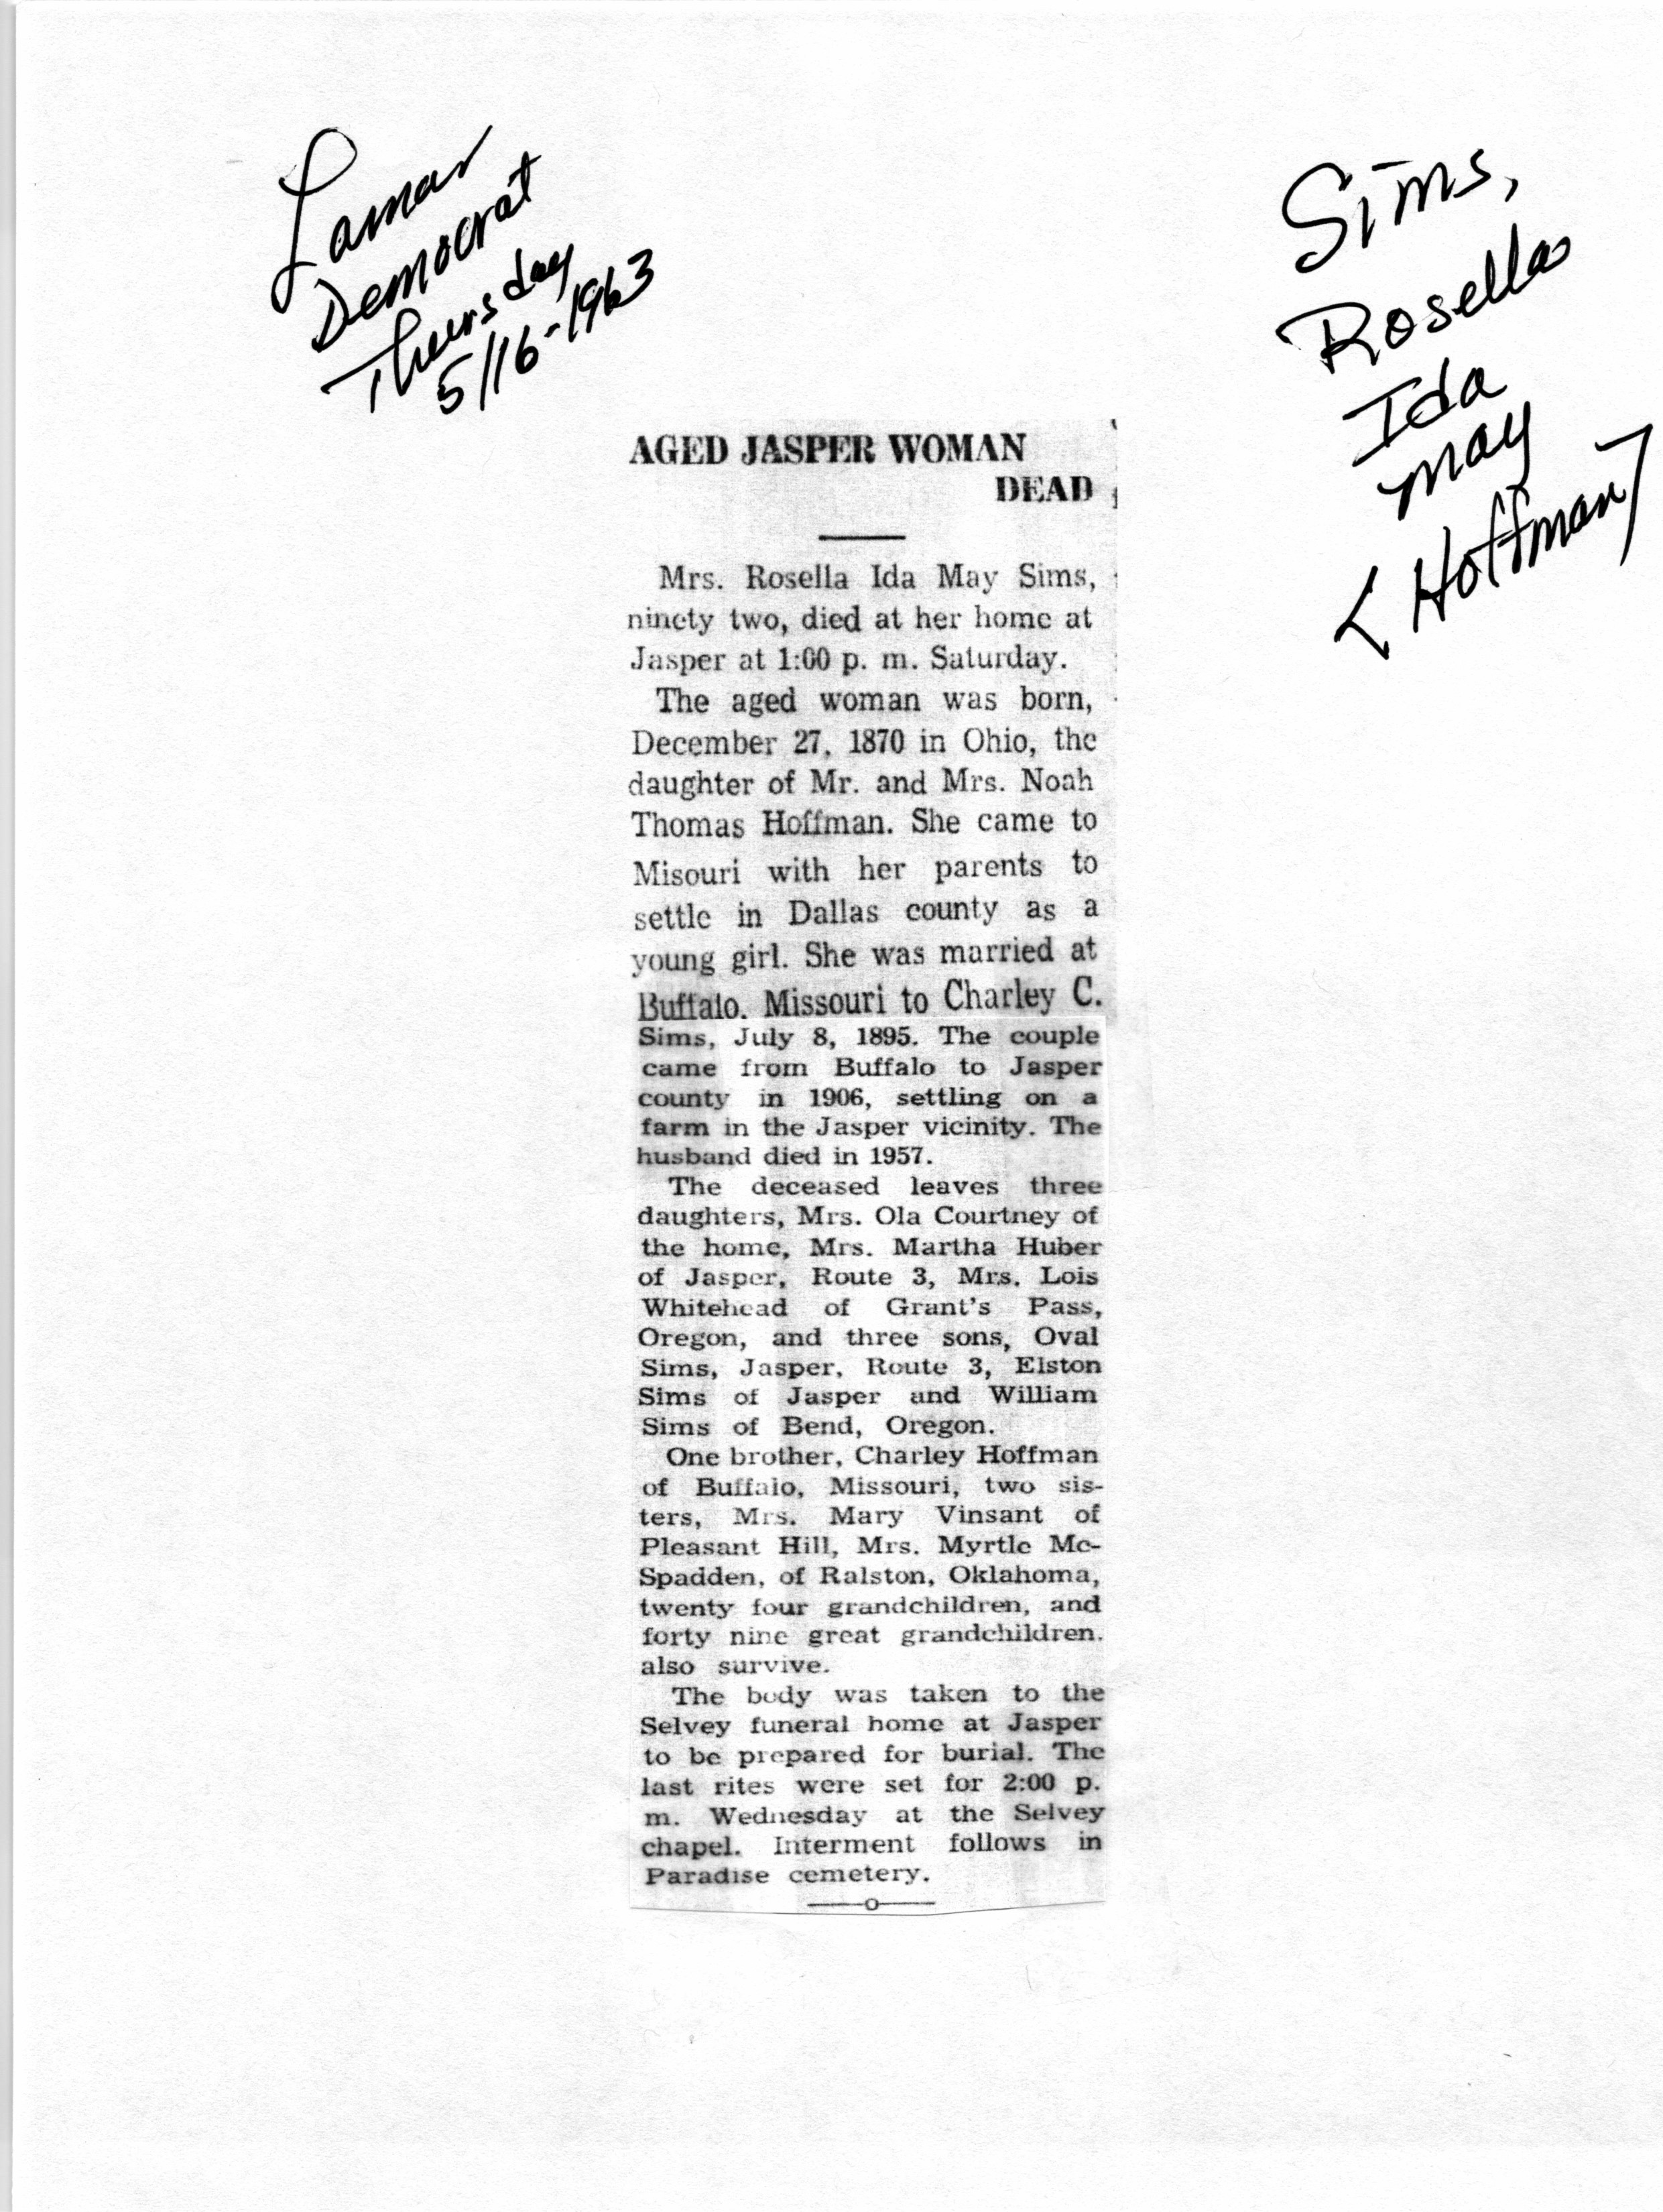 Lamar
Democrat
Thursday
5/16-1963
Sims,
Rosella
Ida
May
[Hoffman]
AGED JASPER WOMAN
DEAD
Mrs. Rosella Ida May Sims,
ninety two, died at her home at
Jasper at 1:00 p. m. Saturday.
The aged woman was born,
December 27, 1870 in Ohio, the
daughter of Mr. and Mrs. Noah
Thomas Hoffman. She came to
Misouri with her parents to
settle in Dallas county as a
young girl. She was married at
Buffalo, Missouri to Charley C.
Sims, July 8, 1895. The couple
came from Buffalo to Jasper
county in 1906, settling on a
farm in the Jasper vicinity. The
husband died in 1957.
The deceased leaves three
daughters, Mrs. Ola Courtney of
the home, Mrs. Martha Huber
of Jasper, Route 3, Mrs. Lois
Whitehead of Grant's Pass,
Oregon, and three sons, Oval
Sims, Jasper, Route 3, Elston
Sims of Jasper and William
Sims of Bend, Oregon.
One brother, Charley Hoffman
of Buffalo, Missouri, two sis-
ters, Mrs. Mary Vinsant of
Pleasant Hill, Mrs. Myrtle Mc-
Spadden, of Ralston, Oklahoma,
twenty four grandchildren, and
forty nine great grandchildren.
also survive.
The body was taken to the
Selvey funeral home at Jasper
to be prepared for burial. The
last rites were set for 2:00 p.
m. Wednesday at the Selvey
chapel. Interment follows in
Paradise cemetery.